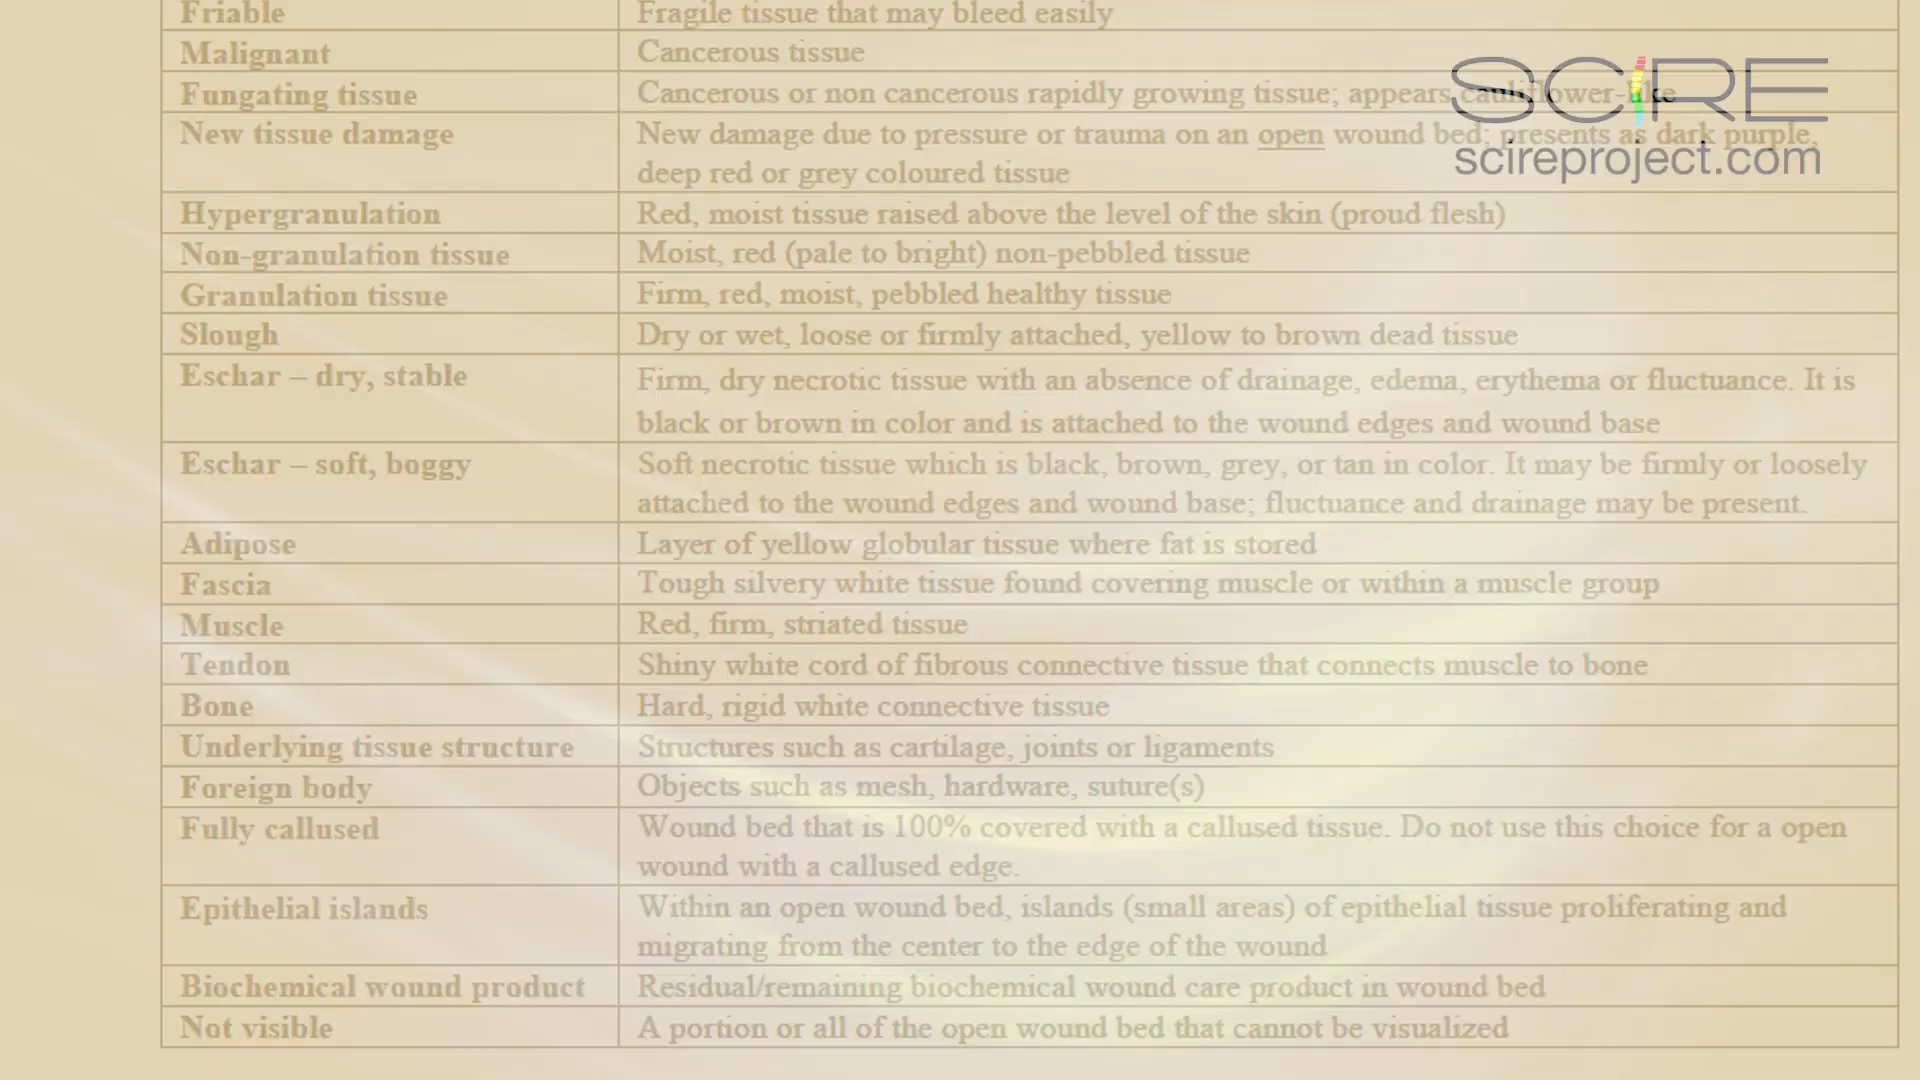 Friable Fragile tissue that may bleed easily
Malignant Cancerous tissue
Fungating tissue Cancerous or non cancerous rapidly growing tissue; appears cauliflower-like
New tissue damage New damage due to pressure or trauma on an open wound bed; presents as dark purple,
deep red or grey coloured tissue
Hypergranulation Red, moist tissue raised above the level of the skin (proud flesh)
Non-granulation tissue Moist, red (pale to bright) non-pebbled tissue
Granulation tissue Firm, red, moist, pebbled healthy tissue
Slough Dry or wet, loose or firmly attached, yellow to brown dead tissue
Eschar – dry, stable Firm, dry necrotic tissue with an absence of drainage, edema, erythema or fluctuance. It is
black or brown in color and is attached to the wound edges and wound base
Eschar – soft, boggy Soft necrotic tissue which is black, brown, grey, or tan in color. It may be firmly or loosely
attached to the wound edges and wound base; fluctuance and drainage may be present.
Adipose Layer of yellow globular tissue where fat is stored
Fascia Tough silvery white tissue found covering muscle or within a muscle group
Muscle Red, firm, striated tissue
Tendon Shiny white cord of fibrous connective tissue that connects muscle to bone
Bone Hard, rigid white connective tissue
Underlying tissue structure Structures such as cartilage, joints or ligaments
Foreign body Objects such as mesh, hardware, suture(s)
Fully callused Wound bed that is 100% covered with a callused tissue. Do not use this choice for a open
wound with a callused edge.
Epithelial islands Within an open wound bed, islands (small areas) of epithelial tissue proliferating and
migrating from the center to the edge of the wound
Biochemical wound product Residual/remaining biochemical wound care product in wound bed
Not visible A portion or all of the open wound bed that cannot be visualized
SCIRE
scireproject.com